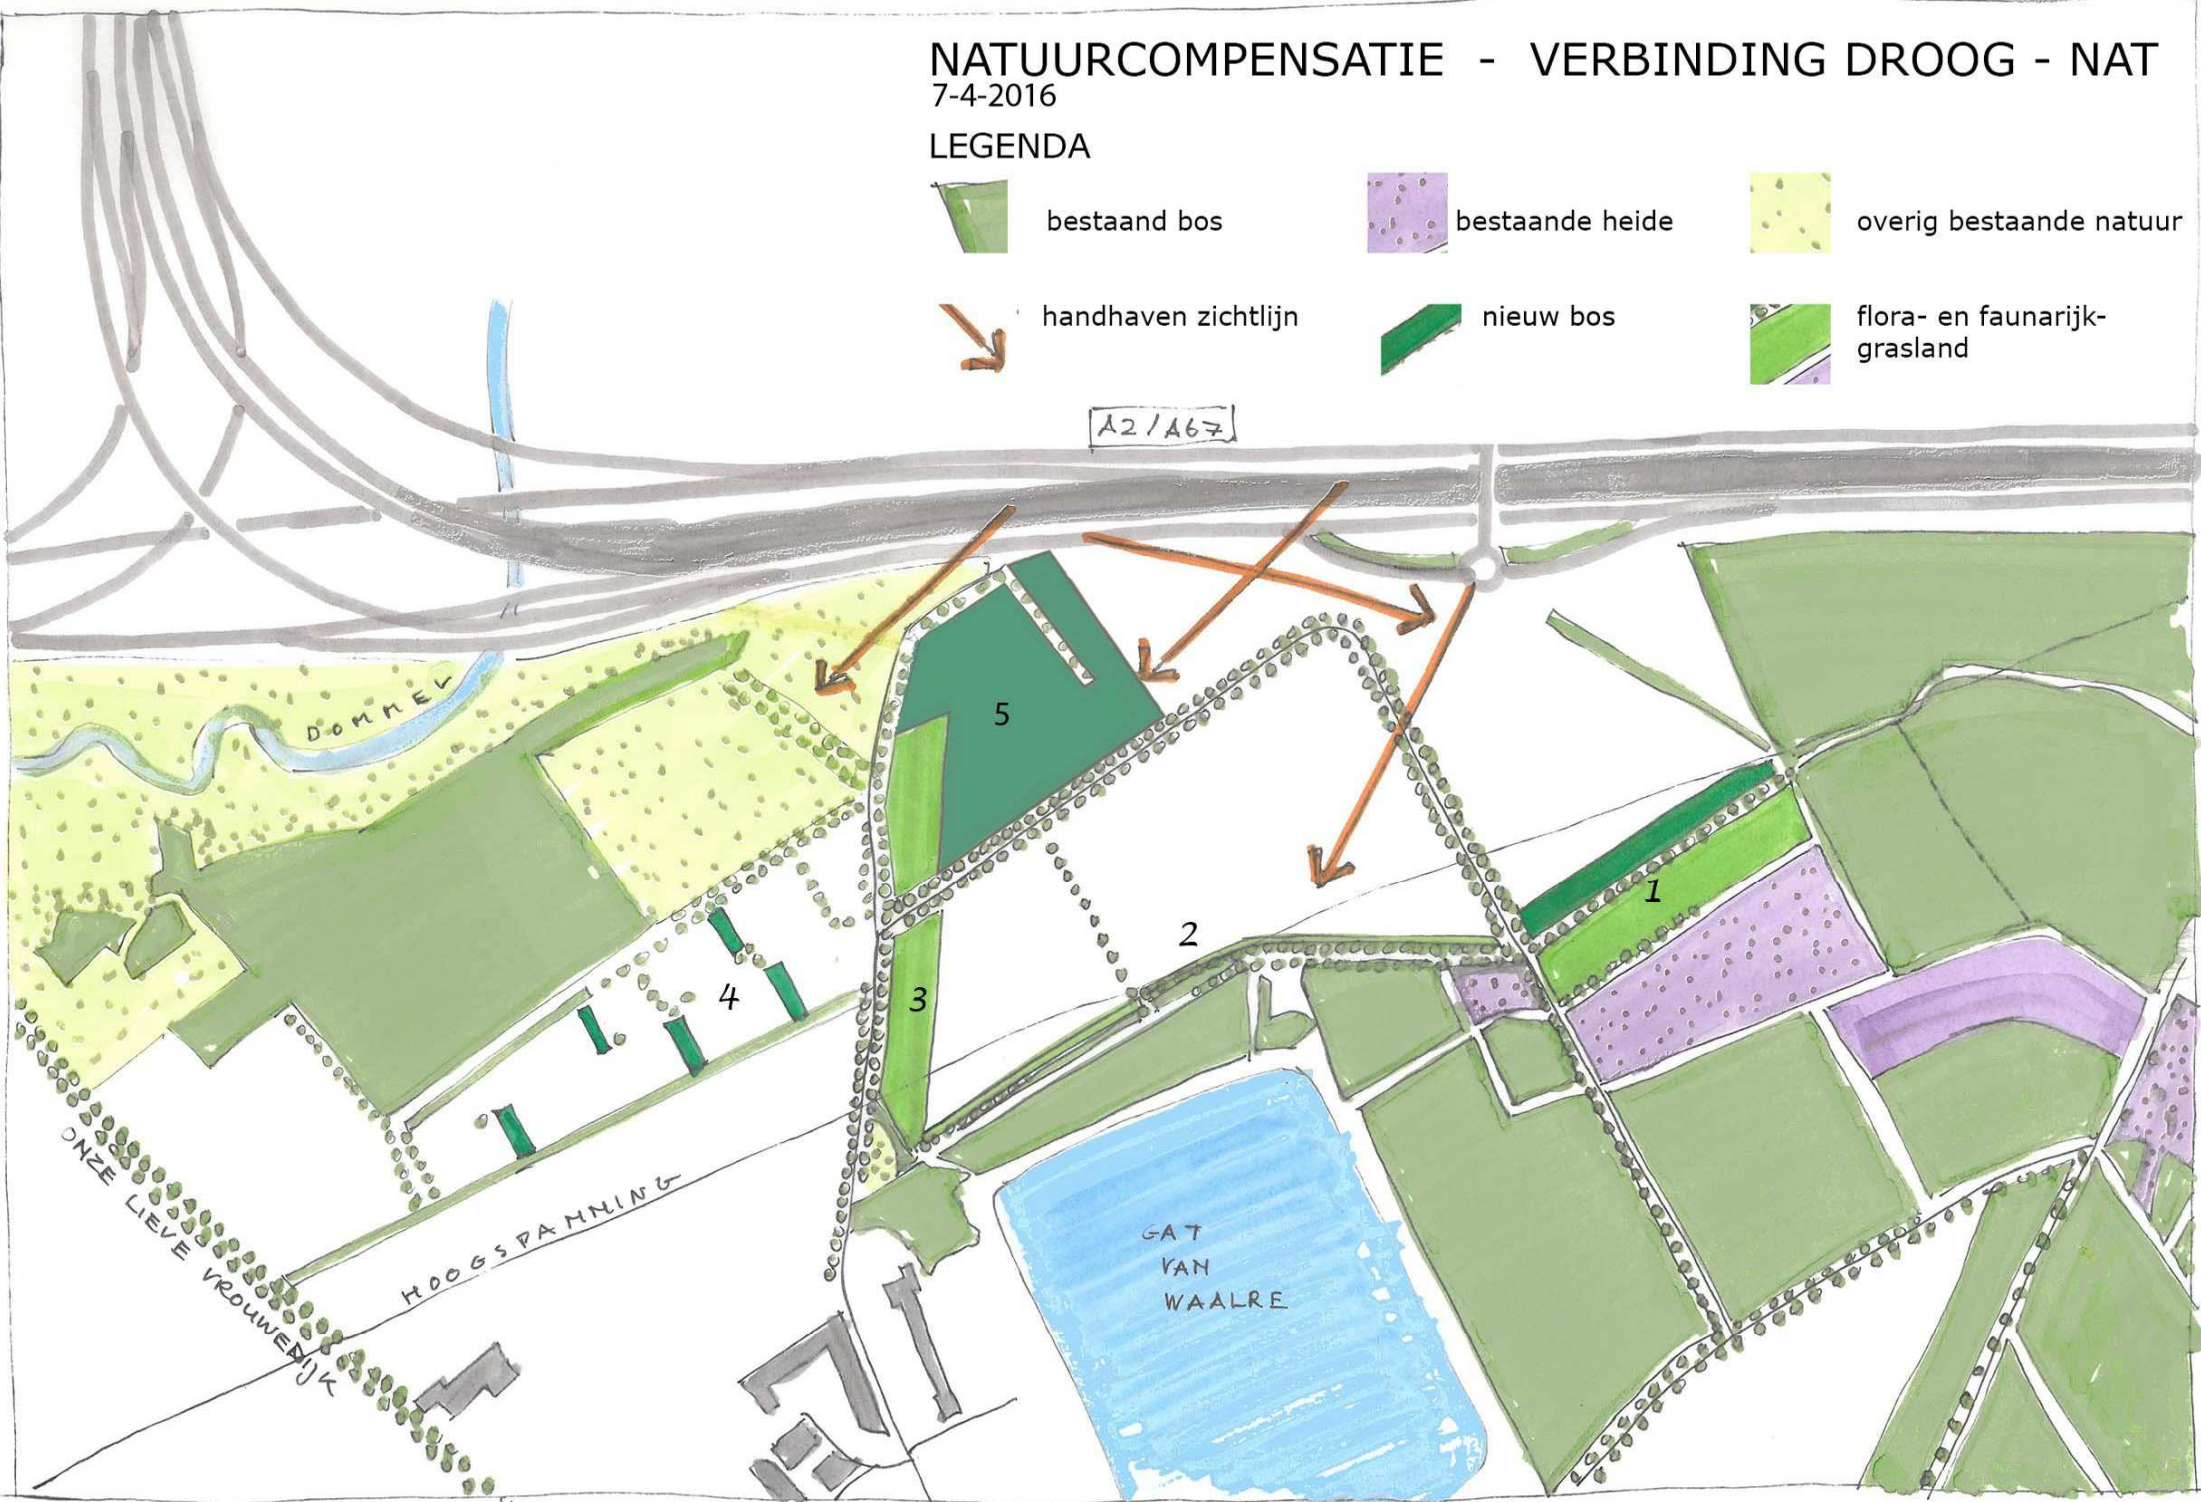 NATUURCOMPENSATIE - VERBINDING DROOG - NAT
7-4-2016
LEGENDA
bestaand bos
bestaande heide
overig bestaande natuur
handhaven zichtlijn
nieuw bos
flora- en faunarijk-
grasland
A2/A67
DOMMEL
5
1
2
4
3
ONZE LIEVE VROUWEDIJK
HOOGSPANNING
GAT
VAN
WAALRE